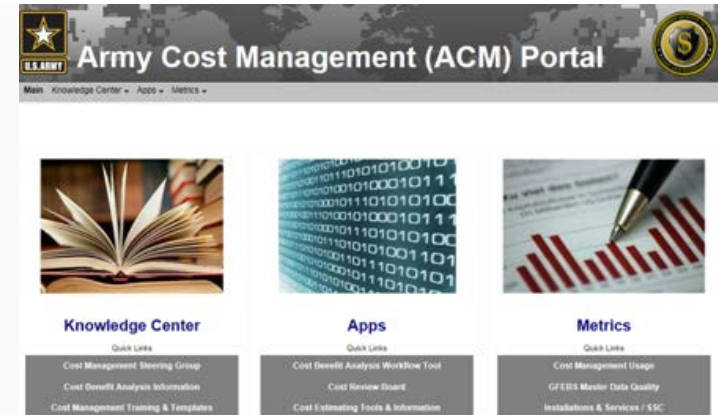 U.S.ARMY
Army Cost Management (ACM) Portal
Main Knowledge Center Apps Metrics
Knowledge Center
Quick Links
Cost Management Steering Group
Cost Benefit Analysis Information
Cost Management Training & Templates
Apps
Quick Links
Cost Benefit Analysis Workflow Tool
Cost Review Board
Cost Estimating Tools & Information
Metrics
Quick Links
Cost Management Usage
GFEBS Master Data Quality
Installations & Services / SSC